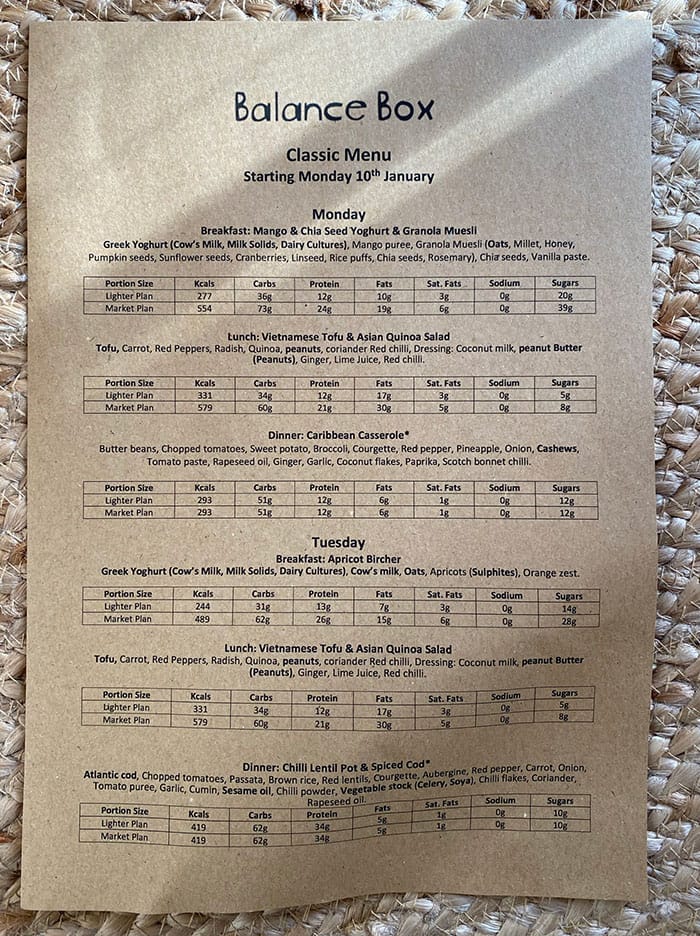 Balance Box
Classic Menu
Starting Monday 10th January
Monday
Breakfast: Mango & Chia Seed Yoghurt & Granola Muesli
Greek Yoghurt (Cow's Milk, Milk Solids, Dairy Cultures), Mango puree, Granola Muesli (Oats, Millet, Honey,
Pumpkin seeds, Sunflower seeds, Cranberries, Linseed, Rice puffs, Chia seeds, Rosemary), Chia seeds, Vanilla paste.
Portion Size Kcals Carbs Protein Fats Sat. Fats Sodium Sugars
Lighter Plan 277 36g 12g 10g 3g 0g 20g
Market Plan 554 73g 24g 19g 6g 0g 39g
Lunch: Vietnamese Tofu & Asian Quinoa Salad
Tofu, Carrot, Red Peppers, Radish, Quinoa, peanuts, coriander Red chilli, Dressing: Coconut milk, peanut Butter
(Peanuts), Ginger, Lime Juice, Red chilli.
Portion Size Kcals Carbs Protein Fats Sat. Fats Sodium Sugars
Lighter Plan 331 34g 12g 17g 3g 0g 5g
Market Plan 579 60g 21g 30g 5g 0g 8g
Dinner: Caribbean Casserole*
Butter beans, Chopped tomatoes, Sweet potato, Broccoli, Courgette, Red pepper, Pineapple, Onion, Cashews,
Tomato paste, Rapeseed oil, Ginger, Garlic, Coconut flakes, Paprika, Scotch bonnet chilli.
Portion Size Kcals Carbs Protein Fats Sat. Fats Sodium Sugars
Lighter Plan 293 51g 12g 6g 1g 0g 12g
Market Plan 293 51g 12g 6g 1g 0g 12g
Tuesday
Breakfast: Apricot Bircher
Greek Yoghurt (Cow's Milk, Milk Solids, Dairy Cultures), Cow's milk, Oats, Apricots (Sulphites), Orange zest.
Portion Size Kcals Carbs Protein Fats Sat. Fats Sodium Sugars
Lighter Plan 244 31g 13g 7g 3g 0g 14g
Market Plan 489 62g 26g 15g 6g 0g 28g
Lunch: Vietnamese Tofu & Asian Quinoa Salad
Tofu, Carrot, Red Peppers, Radish, Quinoa, peanuts, coriander Red chilli, Dressing: Coconut milk, peanut Butter
(Peanuts), Ginger, Lime Juice, Red chilli.
Portion Size Kcals Carbs Protein Fats Sat. Fats Sodium Sugars
Lighter Plan 331 34g 12g 17g 3g 0g 5g
Market Plan 579 60g 21g 30g 5g 0g 8g
Dinner: Chilli Lentil Pot & Spiced Cod*
Atlantic cod, Chopped tomatoes, Passata, Brown rice, Red lentils, Courgette, Aubergine, Red pepper, Carrot, Onion,
Tomato puree, Garlic, Cumin, Sesame oil, Chilli powder, Vegetable stock (Celery, Soya), Chilli flakes, Coriander,
Rapeseed oil.
Portion Size Kcals Carbs Protein Fats Sat. Fats Sodium Sugars
Lighter Plan 419 62g 34g 5g 1g 0g 10g
Market Plan 419 62g 34g 5g 1g 0g 10g